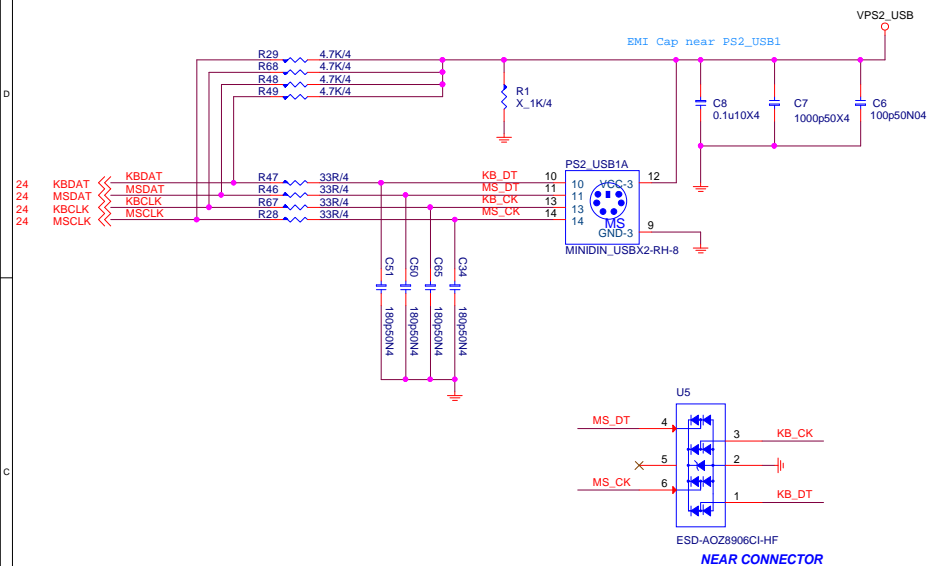 VPS2_USB
EMI Cap near PS2_USB1
R29 4.7K/4
R68 4.7K/4
R48 4.7K/4
R49 4.7K/4
D
R1
X_1K/4
C8
0.1u10X4
C7
1000p50X4
C6
100p50N04
PS2_USB1A
24 KBDAT KBDAT R47 33R/4 KB_DT 10 10 VCC-3 12
24 MSDAT MSDAT R46 33R/4 MS_DT 11 11
24 KBCLK KBCLK R67 33R/4 KB_CK 13 13
24 MSCLK MSCLK R28 33R/4 MS_CK 14 14 MS
GND-3 9
MINIDIN_USBX2-RH-8
C51 C50 C65 C34
180p50N4 180p50N4 180p50N4 180p50N4
U5
MS_DT 4
3 KB_CK
C
5 2
MS_CK 6
1 KB_DT
ESD-AOZ8906CI-HF
NEAR CONNECTOR